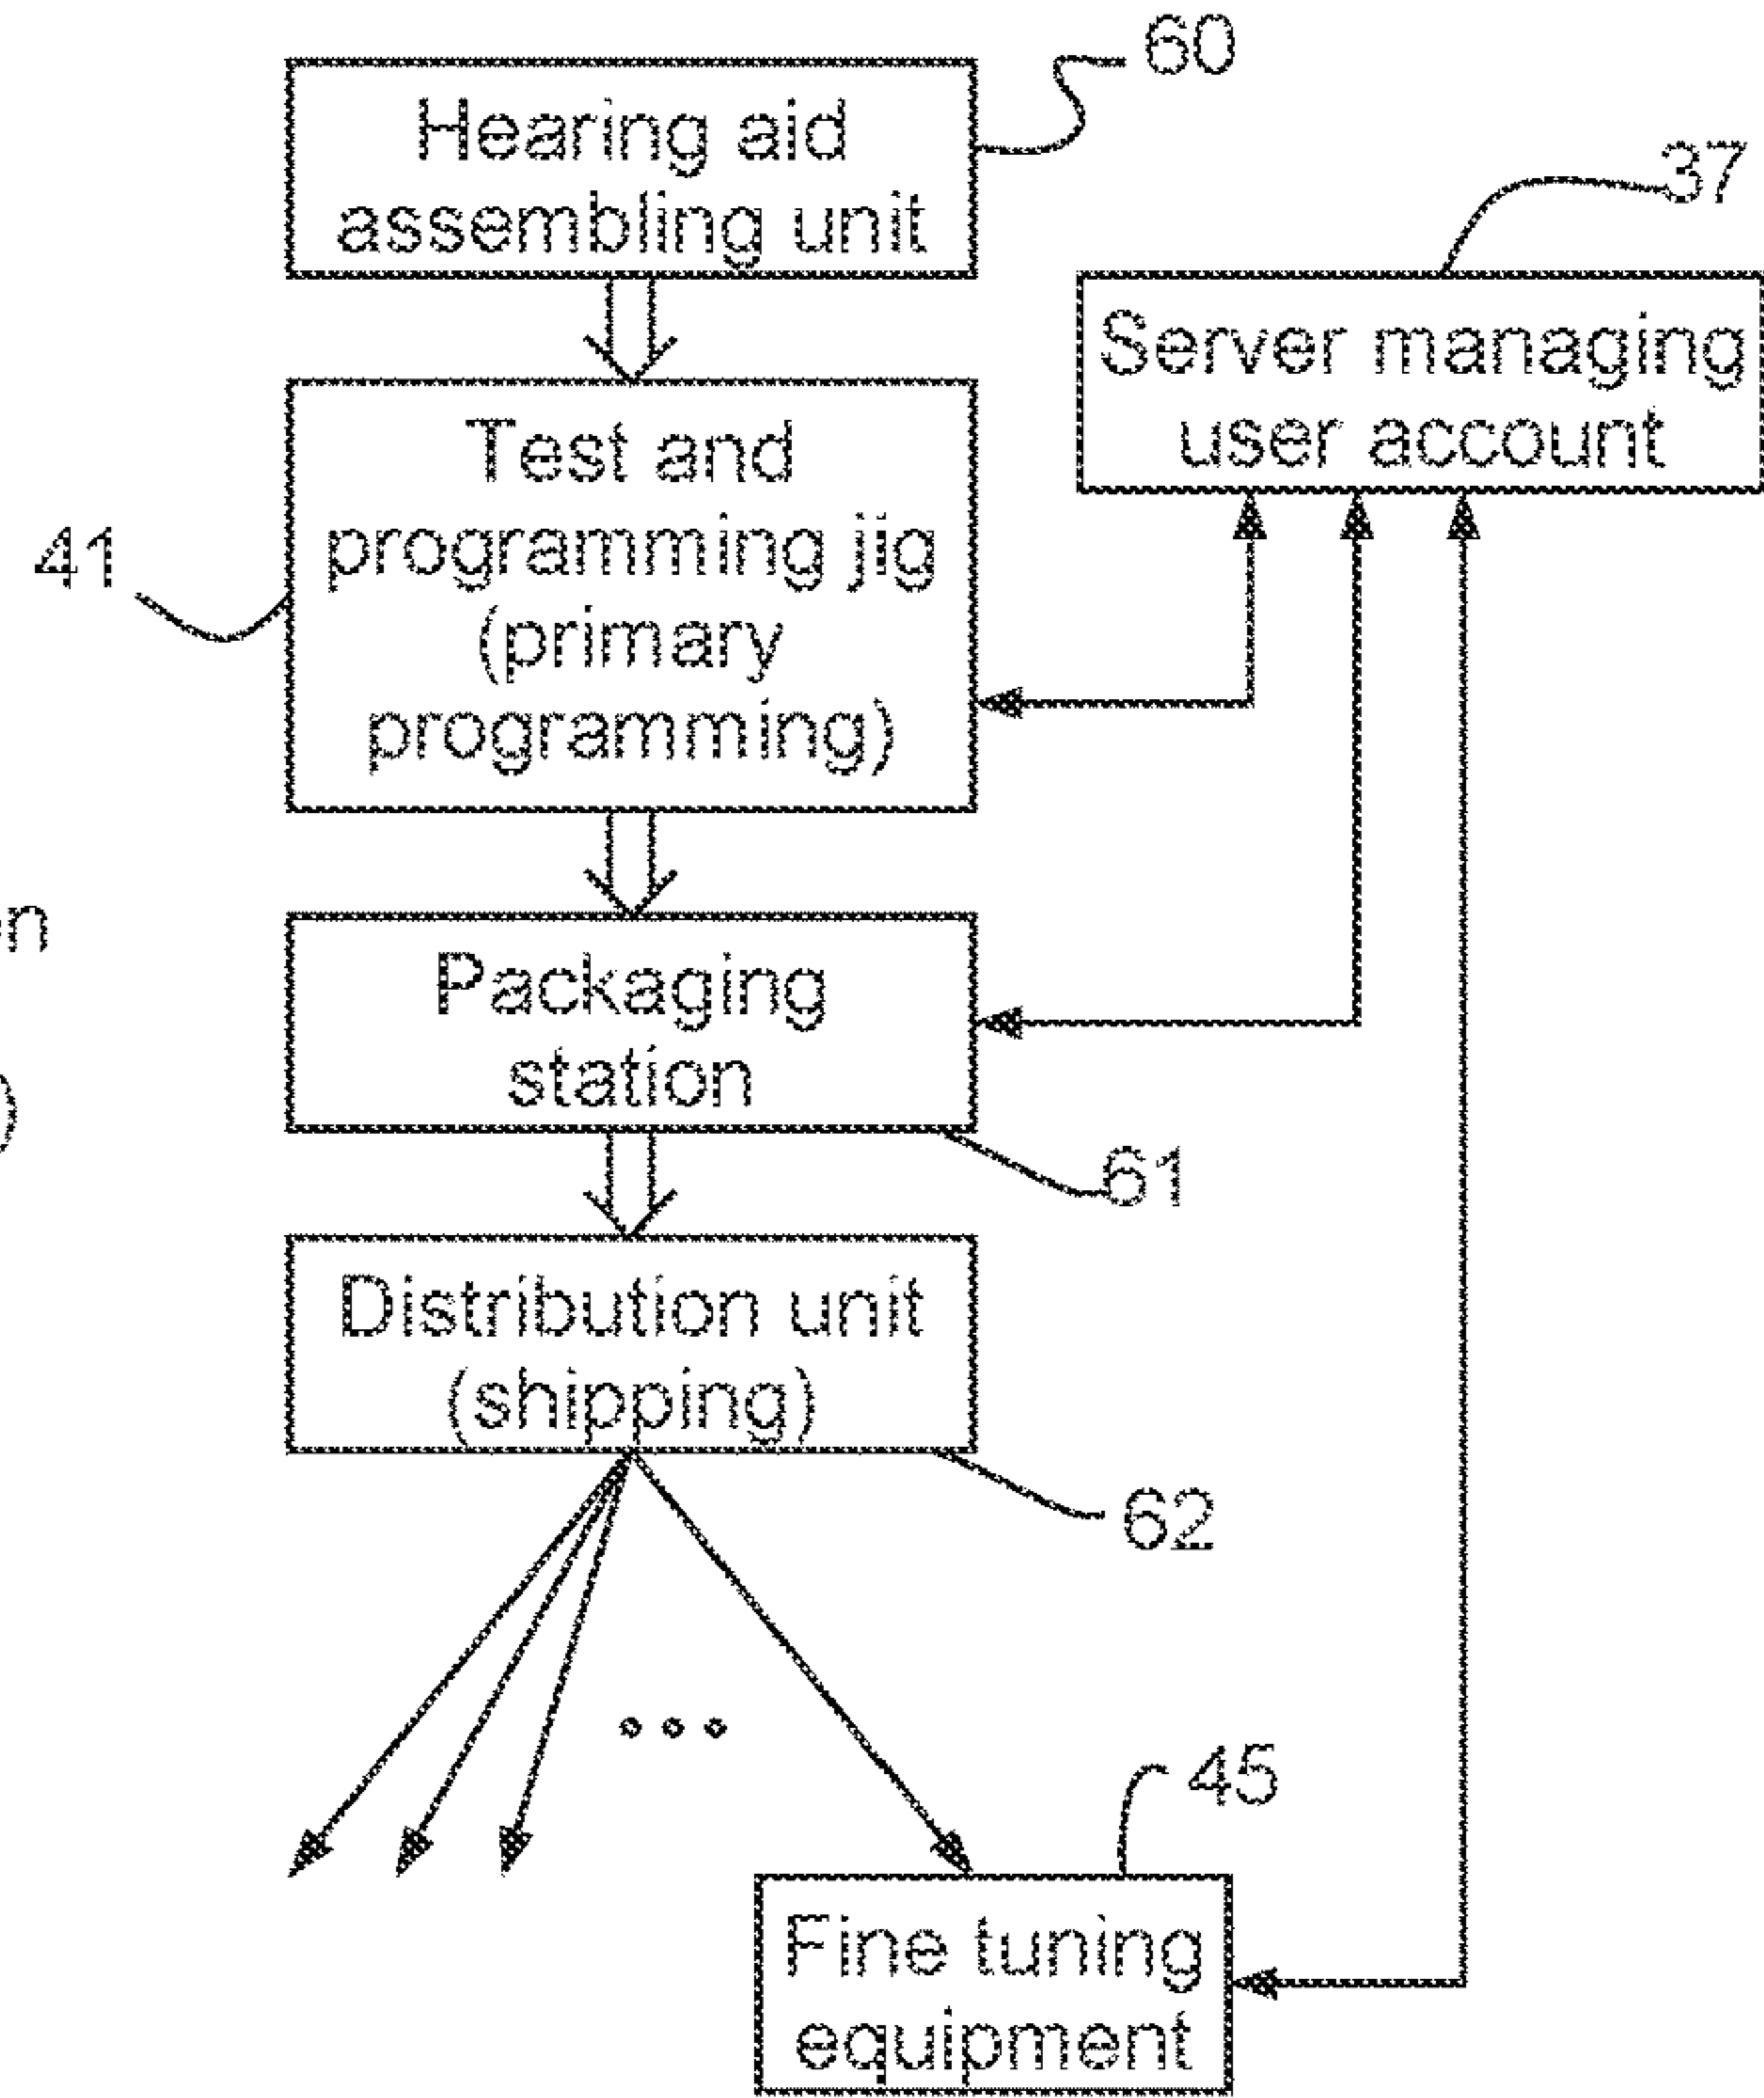 60
Hearing aid
assembling unit
37
Server managing
user account
Test and
programming jig
(primary
programming)
41
Packaging
station
61
Distribution unit
(shipping)
62
45
Fine tuning
equipment